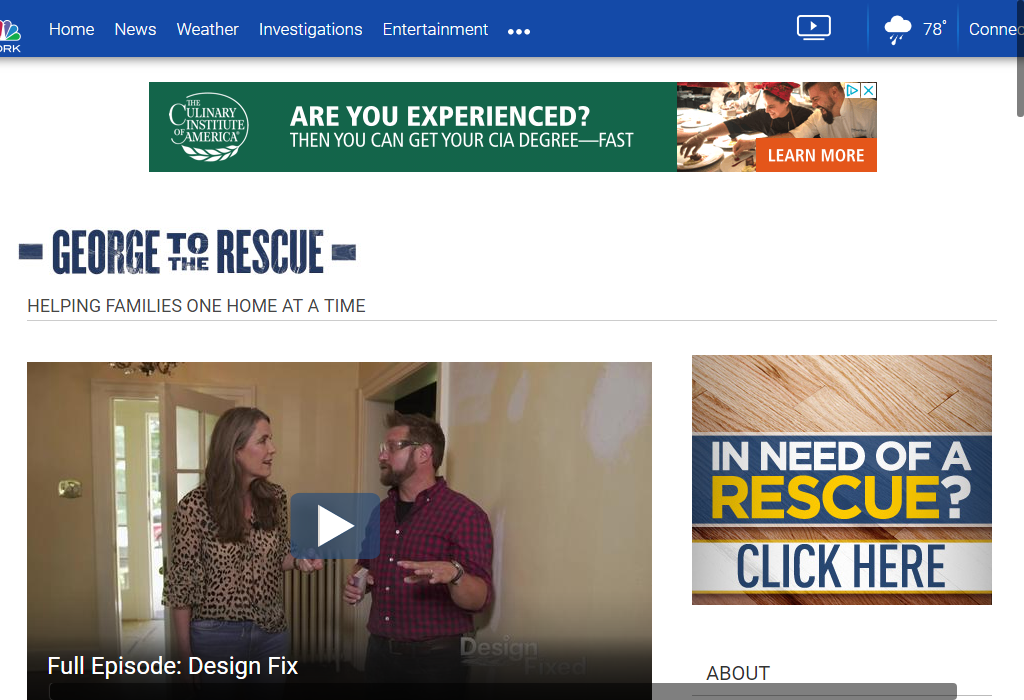 Home News Weather Investigations Entertainment •••
78°
Connec
ORK
THE
CULINARY
INSTITUTE
OF AMERICA
ARE YOU EXPERIENCED?
THEN YOU CAN GET YOUR CIA DEGREE—FAST
LEARN MORE
GEORGE TO THE RESCUE
HELPING FAMILIES ONE HOME AT A TIME
Design
Fixed
Full Episode: Design Fix
IN NEED OF A
RESCUE?
CLICK HERE
ABOUT